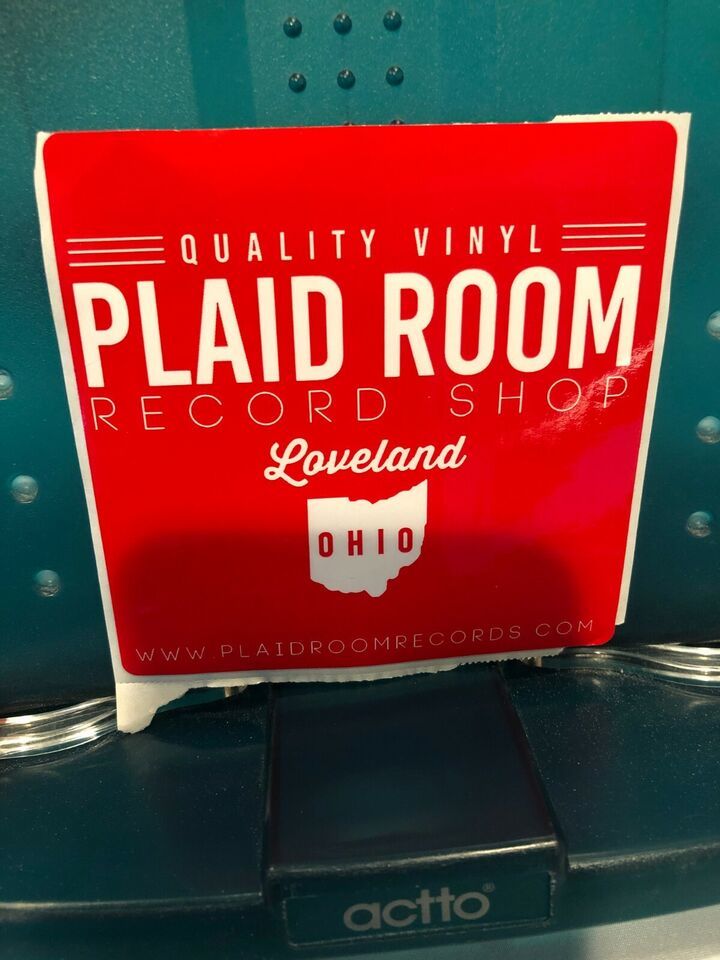 QUALITY VINYL
PLAID ROOM
RECORD SHOP
Loveland
OHIO
WWW.PLAIDROOMRECORDS.COM
actto®